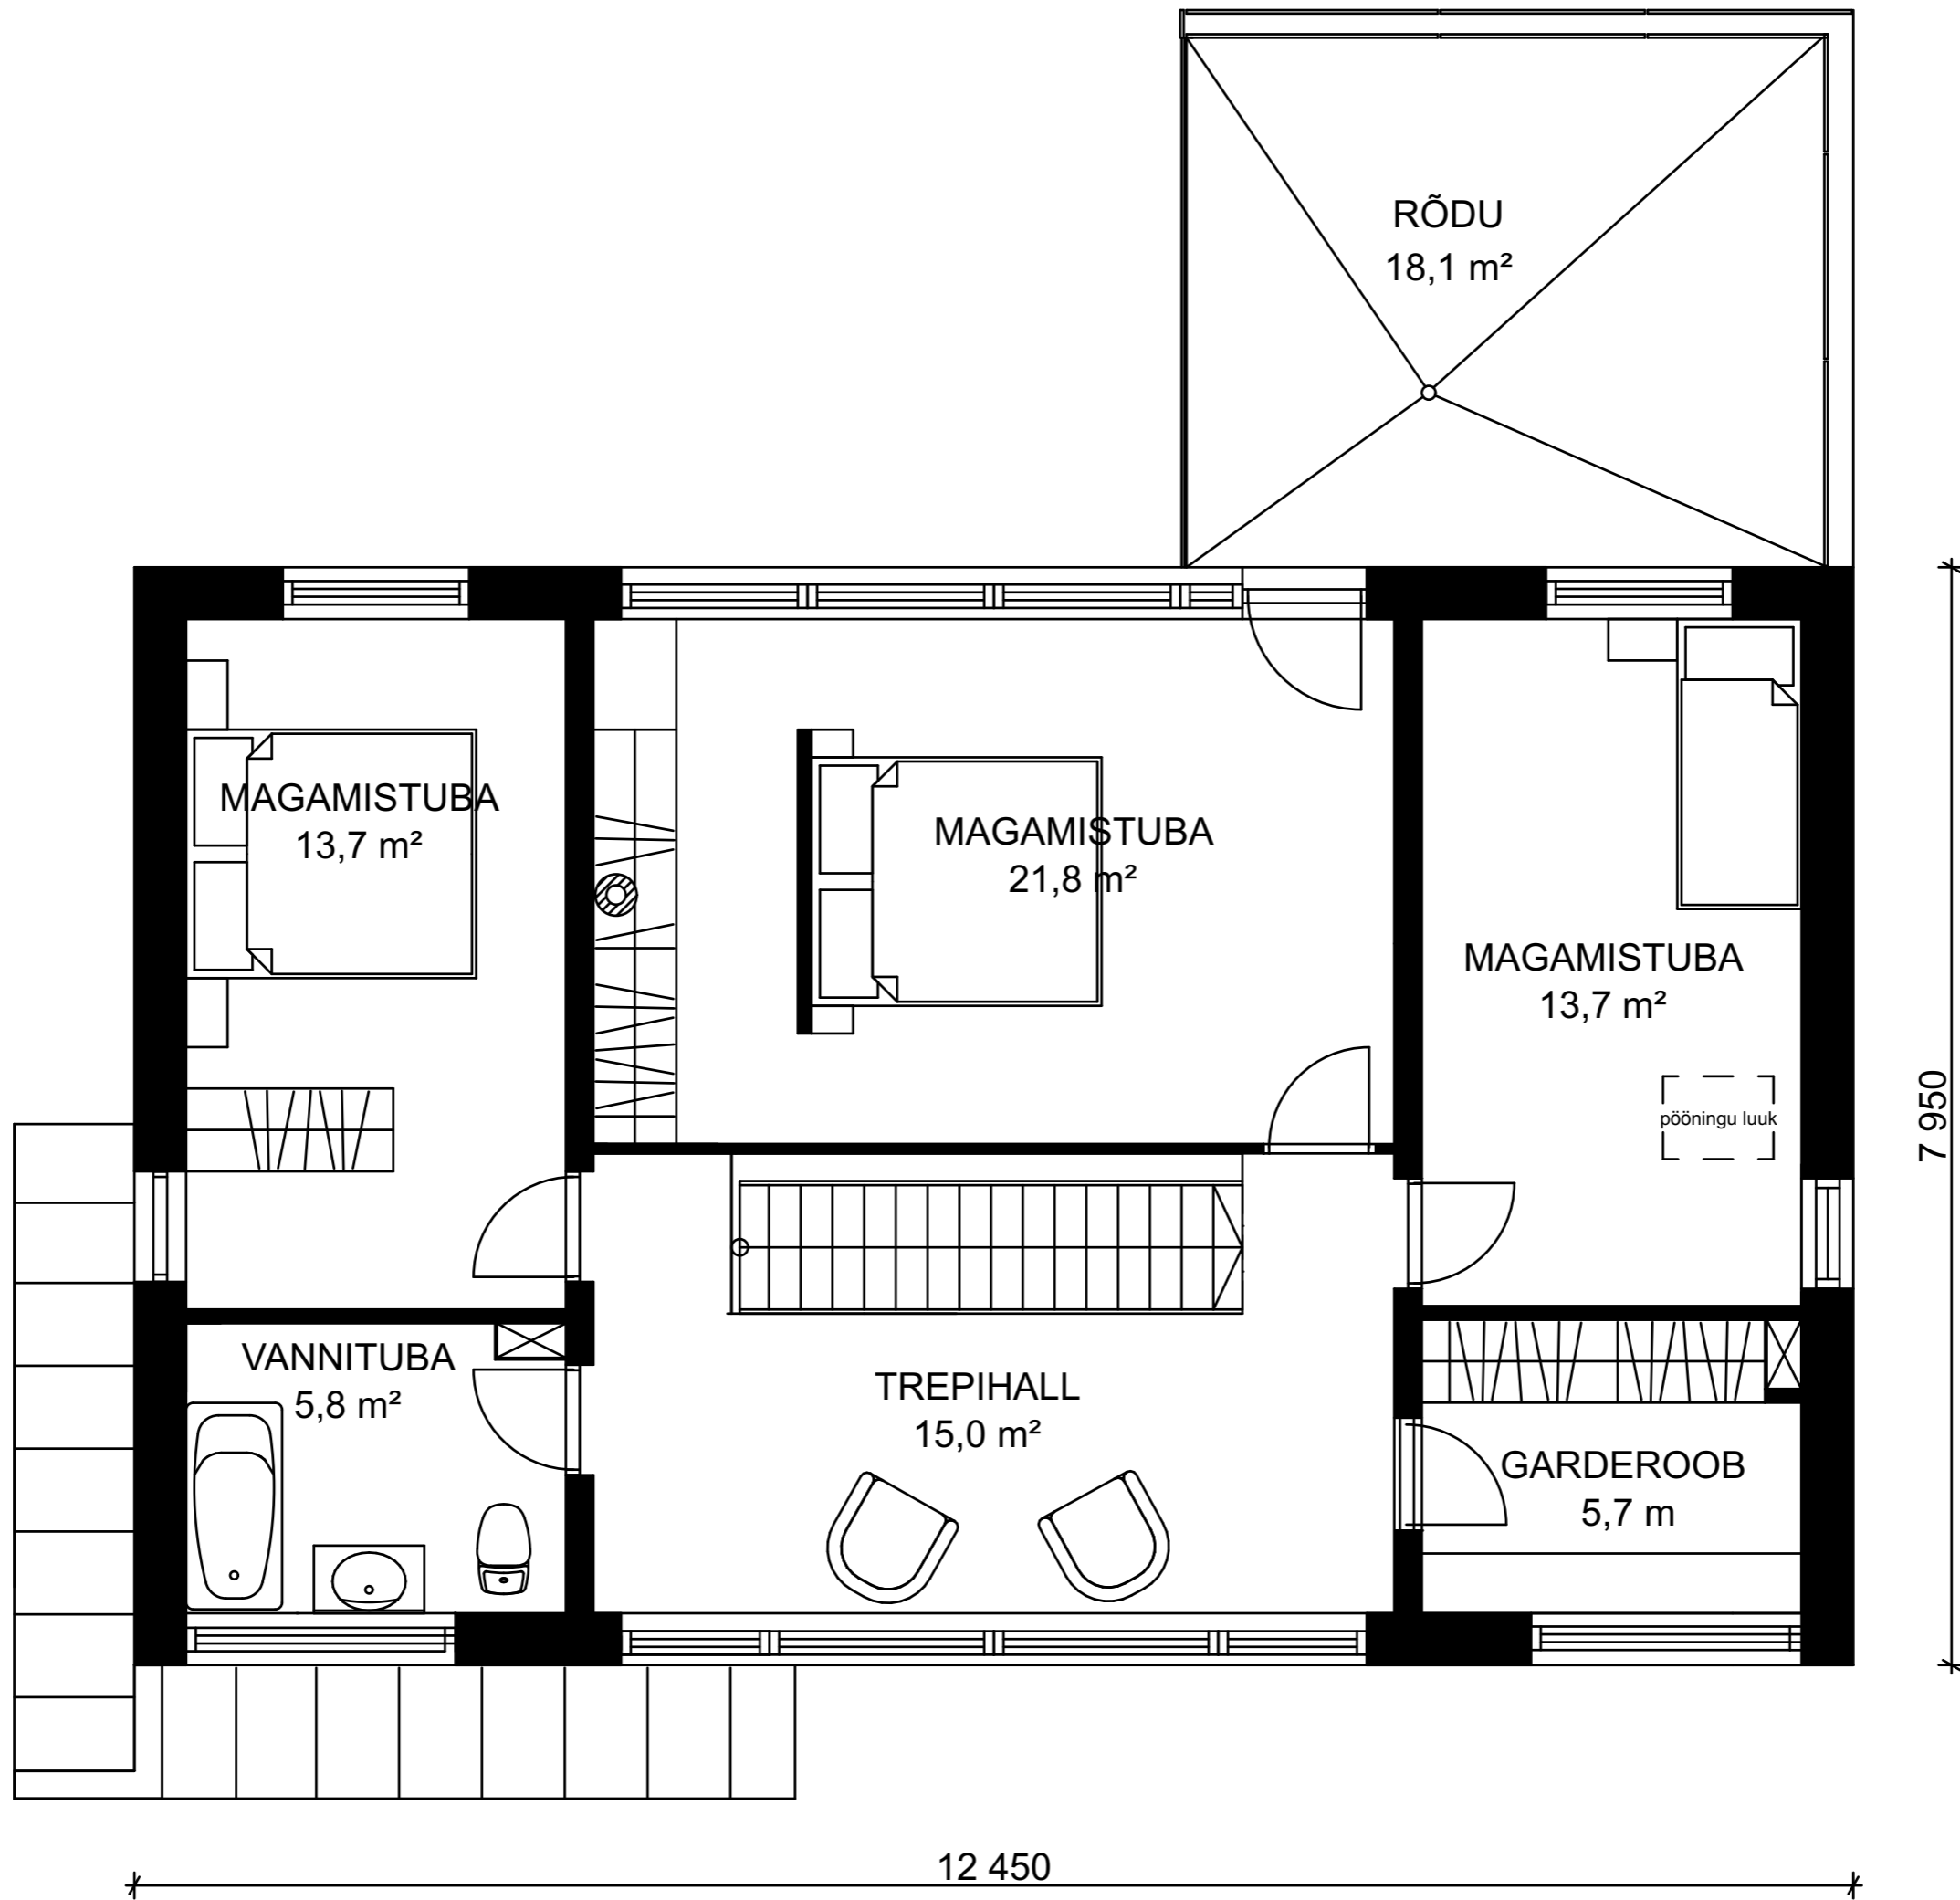 RÕDU
18,1 m²
MAGAMISTUBA
13,7 m²
MAGAMISTUBA
21,8 m²
MAGAMISTUBA
13,7 m²
pööningu luuk
7 950
VANNITUBA
5,8 m²
TREPIHALL
15,0 m²
GARDEROOB
5,7 m
12 450